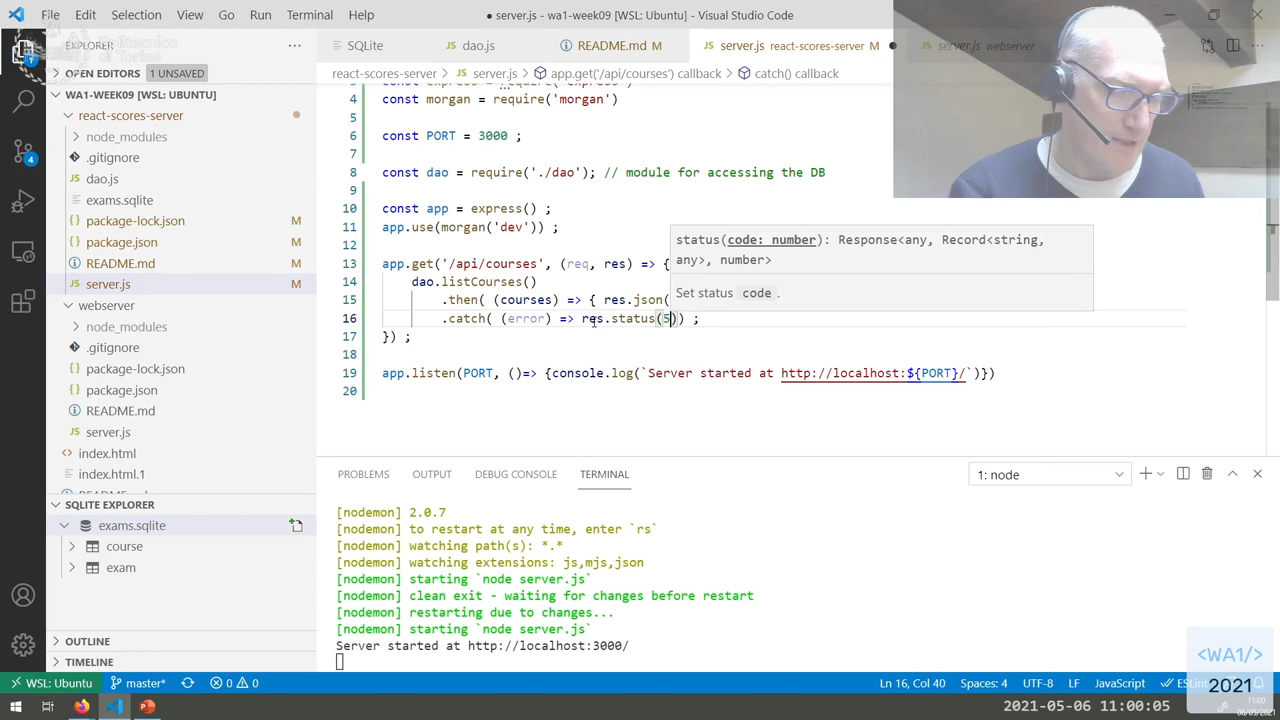 File Edit Selection View Go Run Terminal Help
● server.js - wa1-week09 [WSL: Ubuntu] - Visual Studio Code
EXPLORER
SQLite
dao.js
README.md M
server.js react-scores-server M ●
server.js webserver
Politecnico
di Torino
OPEN EDITORS 1 UNSAVED
react-scores-server > server.js > app.get('/api/courses') callback > catch() callback
WA1-WEEK09 [WSL: UBUNTU]
react-scores-server
node_modules
.gitignore
dao.js
exams.sqlite
package-lock.json M
package.json M
README.md M
server.js M
webserver
node_modules
.gitignore
package-lock.json
package.json
README.md
server.js
index.html
index.html.1
SQLITE EXPLORER
exams.sqlite
course
exam
OUTLINE
TIMELINE
4 const morgan = require('morgan')
5
6 const PORT = 3000 ;
7
8 const dao = require('./dao'); // module for accessing the DB
9
10 const app = express() ;
11 app.use(morgan('dev')) ;
12
13 app.get('/api/courses', (req, res) => {
14 dao.listCourses()
15 .then( (courses) => { res.json(
16 .catch( (error) => res.status(5)) ;
17 }) ;
18
19 app.listen(PORT, ()=> {console.log(`Server started at http://localhost:${PORT}/`)})
20
status(code: number): Response<any, Record<string,
any>, number>
Set status code .
PROBLEMS OUTPUT DEBUG CONSOLE TERMINAL
1: node
[nodemon] 2.0.7
[nodemon] to restart at any time, enter `rs`
[nodemon] watching path(s): *.*
[nodemon] watching extensions: js,mjs,json
[nodemon] starting `node server.js`
[nodemon] clean exit - waiting for changes before restart
[nodemon] restarting due to changes...
[nodemon] starting `node server.js`
Server started at http://localhost:3000/
<WA1/>
2021
WSL: Ubuntu master* 0 0
Ln 16, Col 40 Spaces: 4 UTF-8 LF JavaScript
2021-05-06 11:00:05